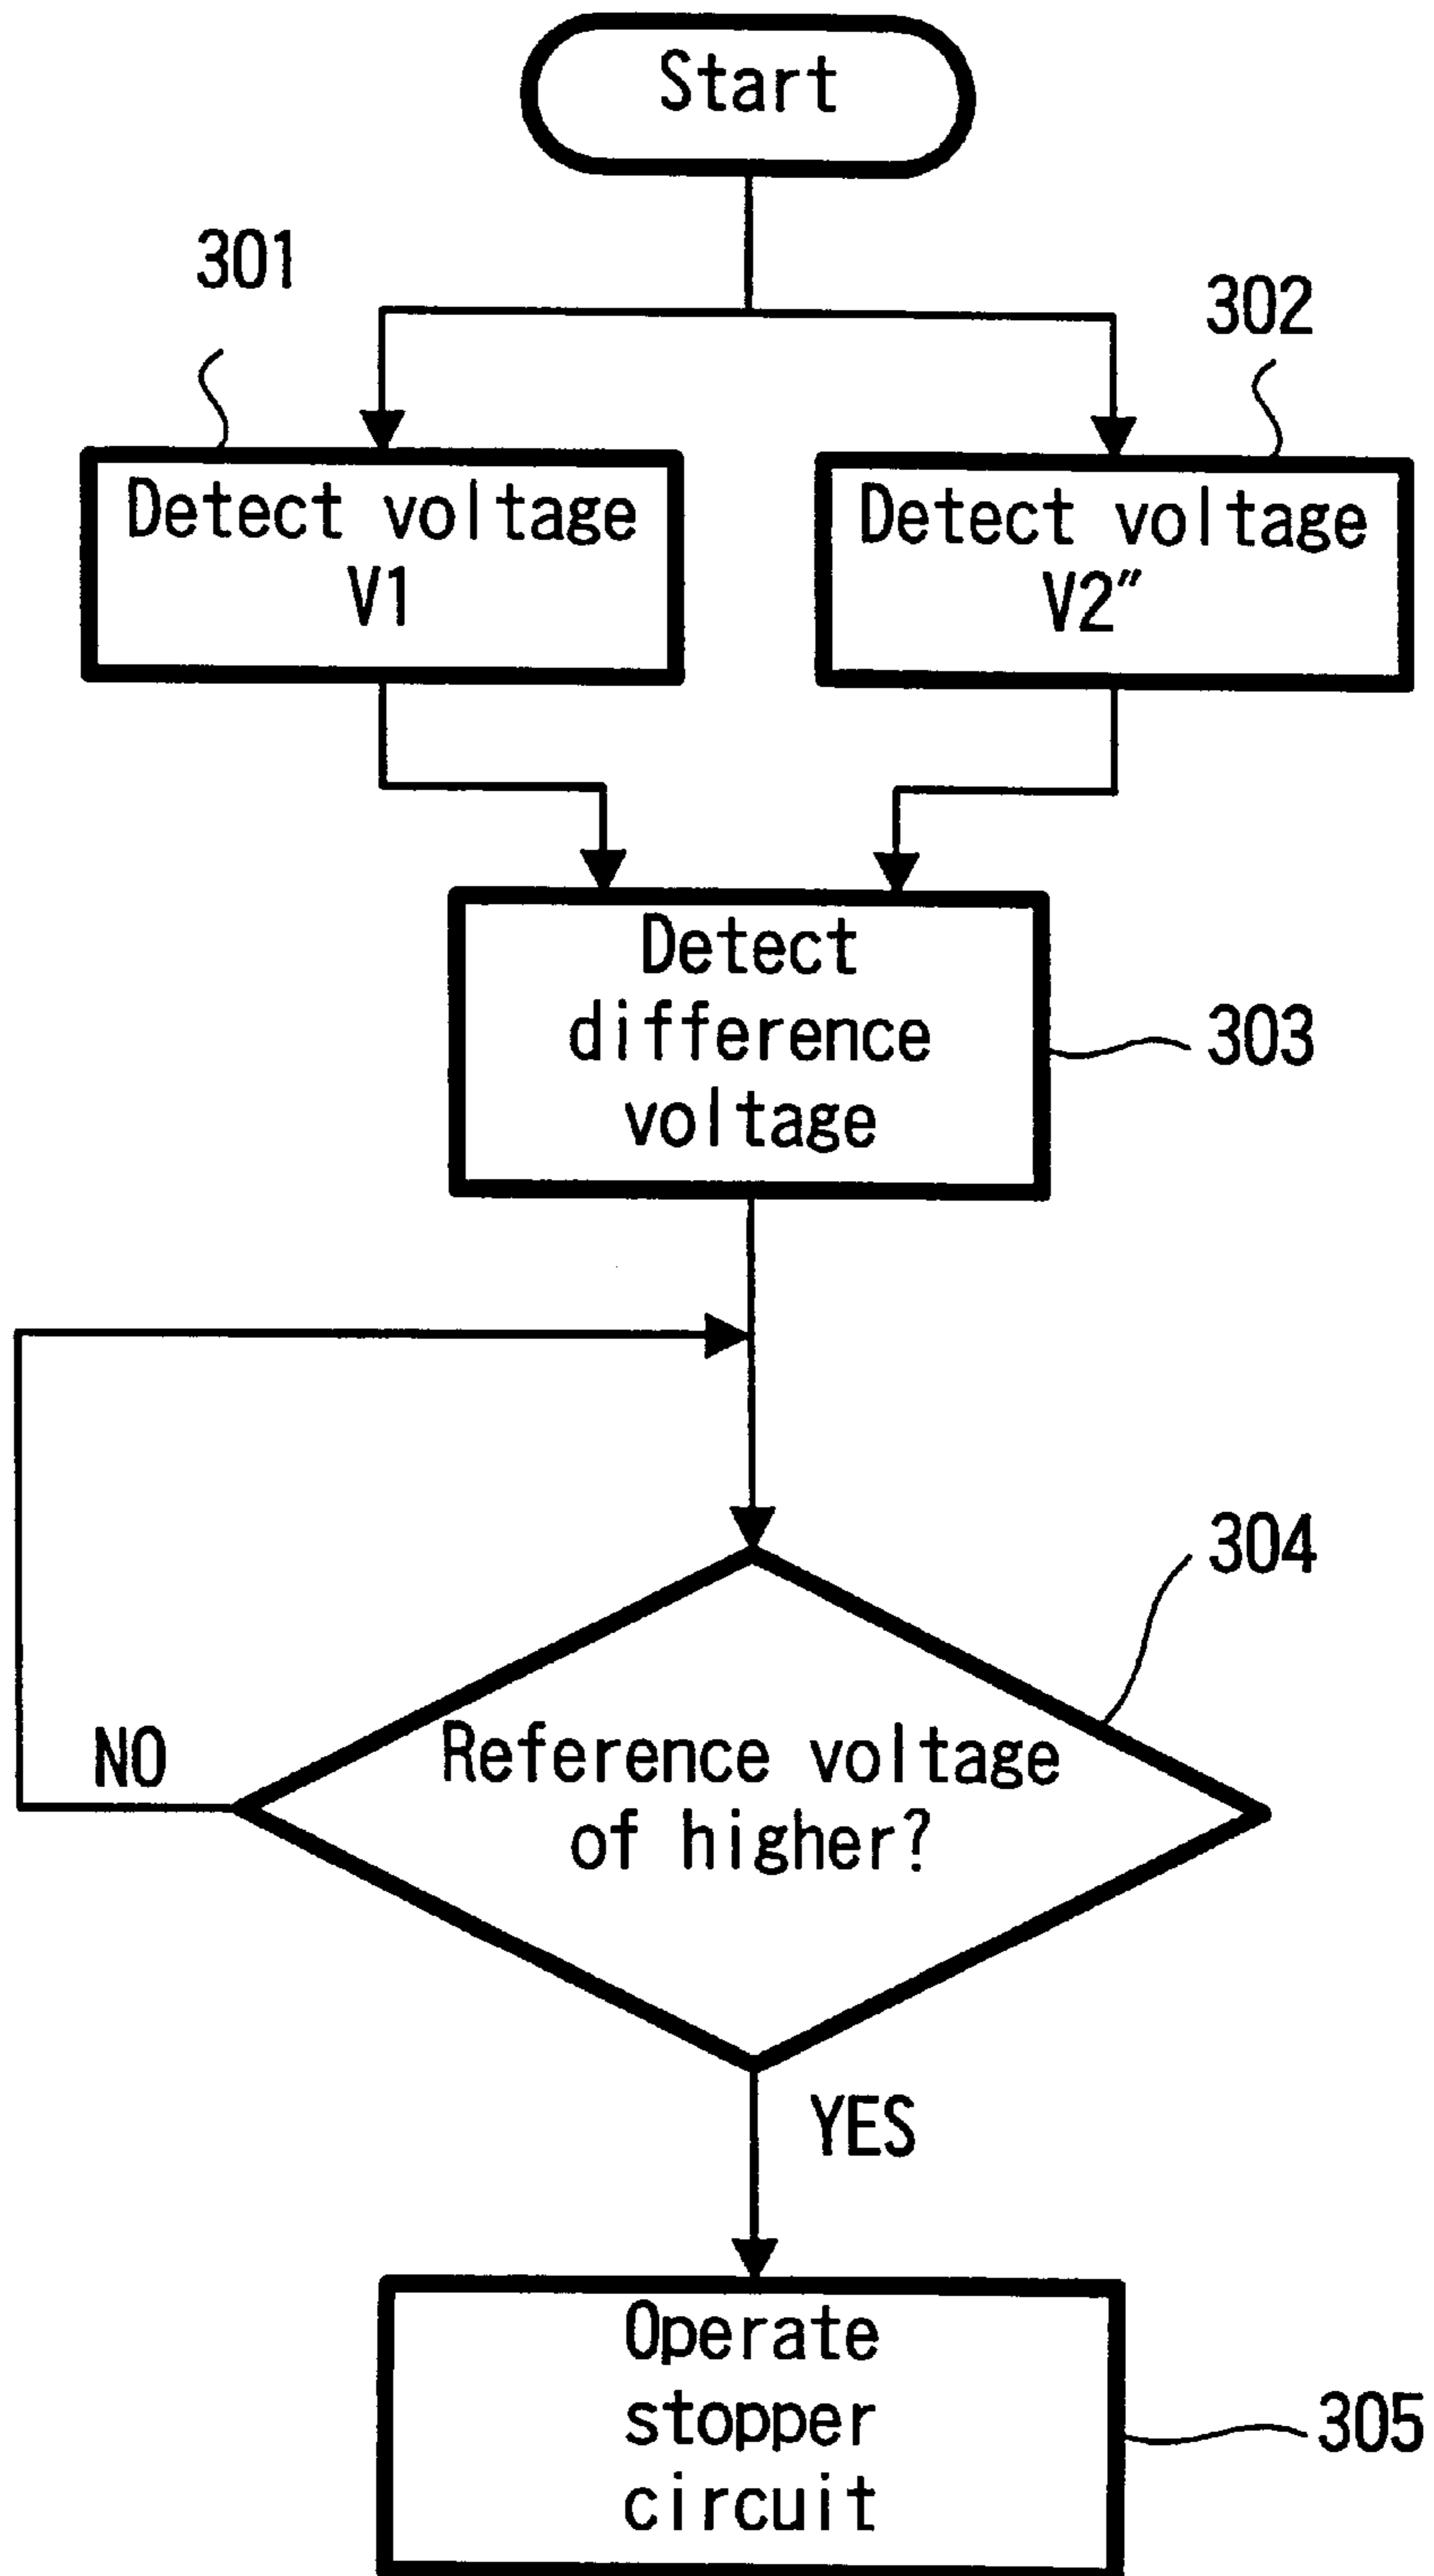 Start
301
302
Detect voltage
V1
Detect voltage
V2″
Detect
difference
voltage
303
304
Reference voltage
of higher?
NO
YES
Operate
stopper
circuit
305